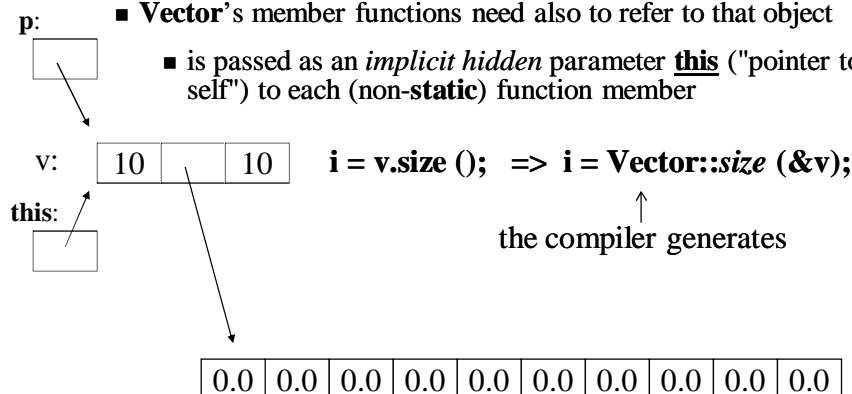 p:
■ Vector's member functions need also to refer to that object
■ is passed as an implicit hidden parameter this ("pointer to
self") to each (non-static) function member
v: 10 10 i = v.size (); => i = Vector::size (&v);
this:
the compiler generates
0.0 0.0 0.0 0.0 0.0 0.0 0.0 0.0 0.0 0.0